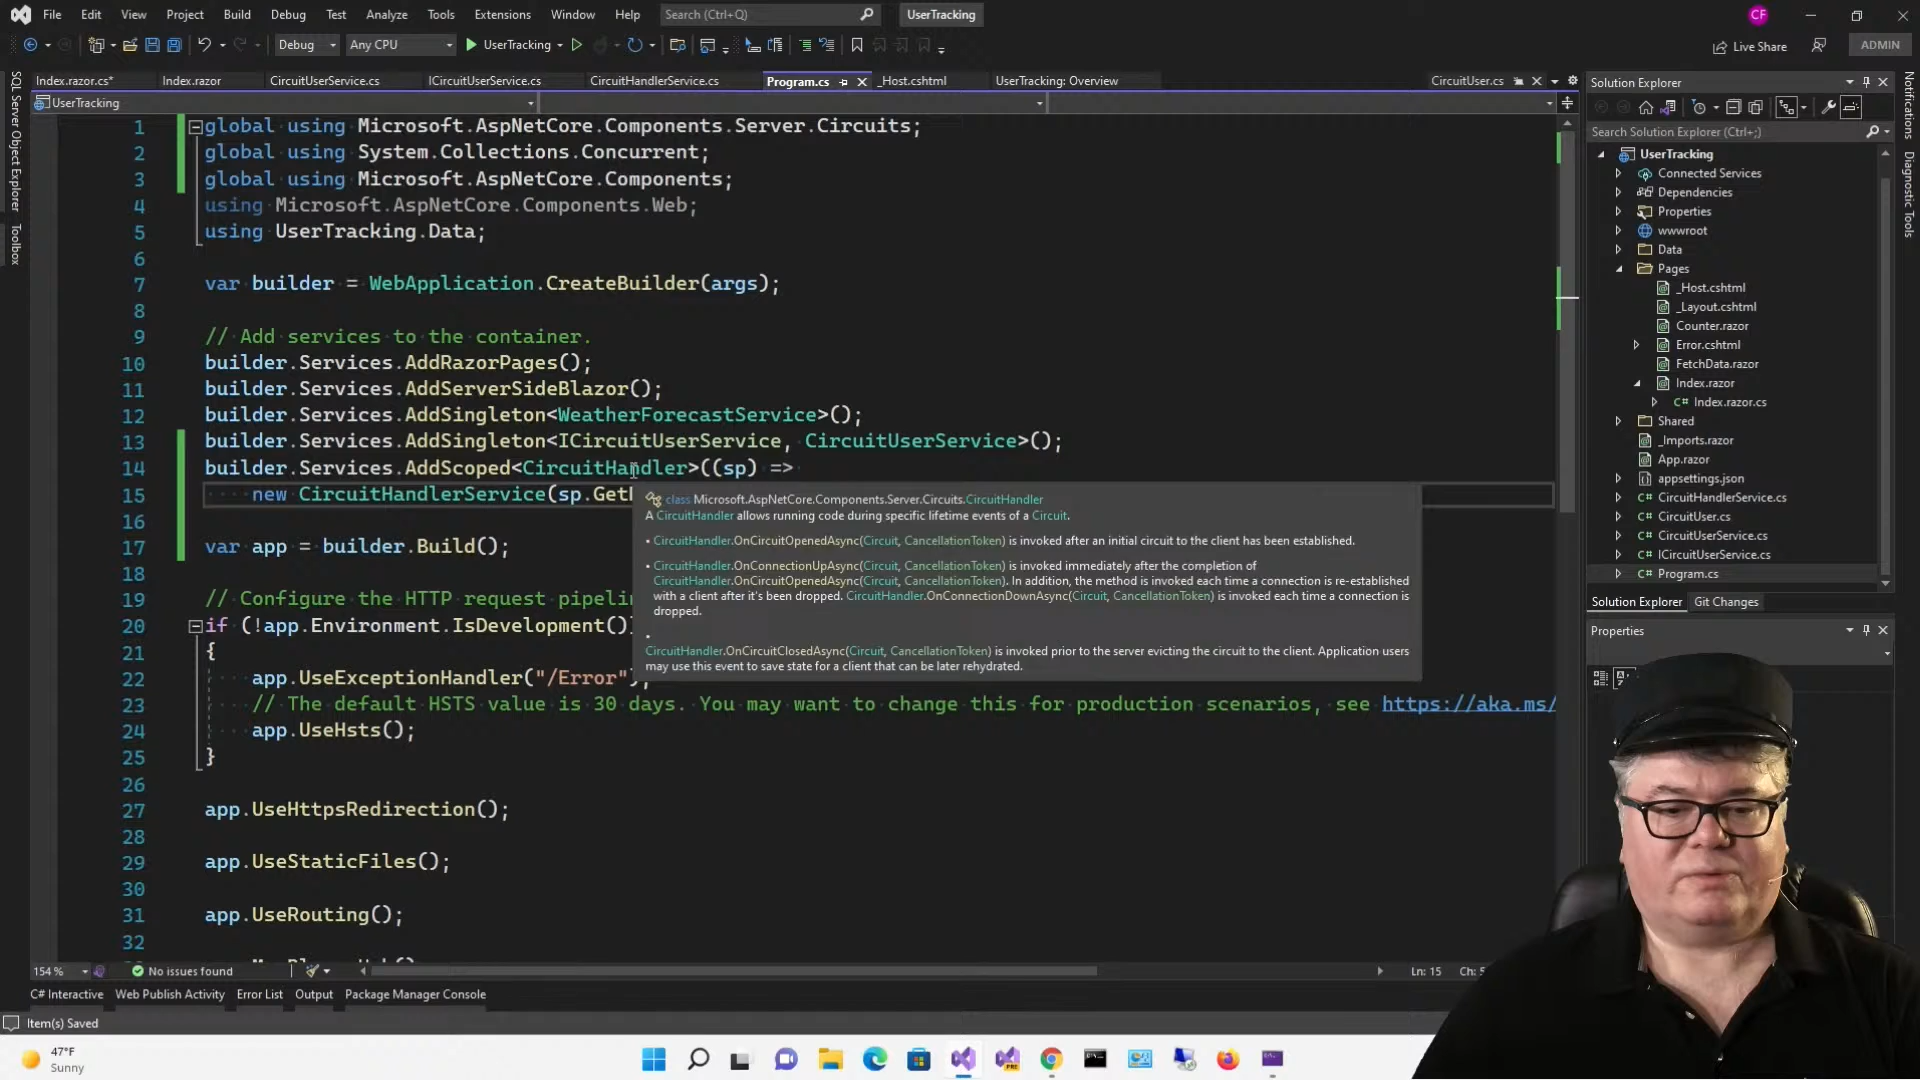 File Edit View Project Build Debug Test Analyze Tools Extensions Window Help Search (Ctrl+Q) UserTracking CF
Debug Any CPU UserTracking Live Share ADMIN
Index.razor.cs* Index.razor CircuitUserService.cs ICircuitUserService.cs CircuitHandlerService.cs Program.cs _Host.cshtml UserTracking: Overview CircuitUser.cs
SQL Server Object Explorer
Toolbox
UserTracking
1 global using Microsoft.AspNetCore.Components.Server.Circuits;
2 global using System.Collections.Concurrent;
3 global using Microsoft.AspNetCore.Components;
4 using Microsoft.AspNetCore.Components.Web;
5 using UserTracking.Data;
6
7 var builder = WebApplication.CreateBuilder(args);
8
9 // Add services to the container.
10 builder.Services.AddRazorPages();
11 builder.Services.AddServerSideBlazor();
12 builder.Services.AddSingleton<WeatherForecastService>();
13 builder.Services.AddSingleton<ICircuitUserService, CircuitUserService>();
14 builder.Services.AddScoped<CircuitHandler>((sp) =>
15 new CircuitHandlerService(sp.Get
16
17 var app = builder.Build();
18
19 // Configure the HTTP request pipeli
20 if (!app.Environment.IsDevelopment()
21 {
22 app.UseExceptionHandler("/Error");
23 // The default HSTS value is 30 days. You may want to change this for production scenarios, see https://aka.ms/
24 app.UseHsts();
25 }
26
27 app.UseHttpsRedirection();
28
29 app.UseStaticFiles();
30
31 app.UseRouting();
32
class Microsoft.AspNetCore.Components.Server.Circuits.CircuitHandler
A CircuitHandler allows running code during specific lifetime events of a Circuit.
• CircuitHandler.OnCircuitOpenedAsync(Circuit, CancellationToken) is invoked after an initial circuit to the client has been established.
• CircuitHandler.OnConnectionUpAsync(Circuit, CancellationToken) is invoked immediately after the completion of
CircuitHandler.OnCircuitOpenedAsync(Circuit, CancellationToken). In addition, the method is invoked each time a connection is re-established
with a client after it's been dropped. CircuitHandler.OnConnectionDownAsync(Circuit, CancellationToken) is invoked each time a connection is
dropped.
•
CircuitHandler.OnCircuitClosedAsync(Circuit, CancellationToken) is invoked prior to the server evicting the circuit to the client. Application users
may use this event to save state for a client that can be later rehydrated.
154 % No issues found Ln: 15 Ch:
C# Interactive Web Publish Activity Error List Output Package Manager Console
Item(s) Saved
47°F
Sunny
Solution Explorer
Search Solution Explorer (Ctrl+;)
UserTracking
Connected Services
Dependencies
Properties
wwwroot
Data
Pages
_Host.cshtml
_Layout.cshtml
Counter.razor
Error.cshtml
FetchData.razor
Index.razor
C# Index.razor.cs
Shared
_Imports.razor
App.razor
appsettings.json
C# CircuitHandlerService.cs
C# CircuitUser.cs
C# CircuitUserService.cs
C# ICircuitUserService.cs
C# Program.cs
Solution Explorer Git Changes
Properties
Notifications
Diagnostic Tools